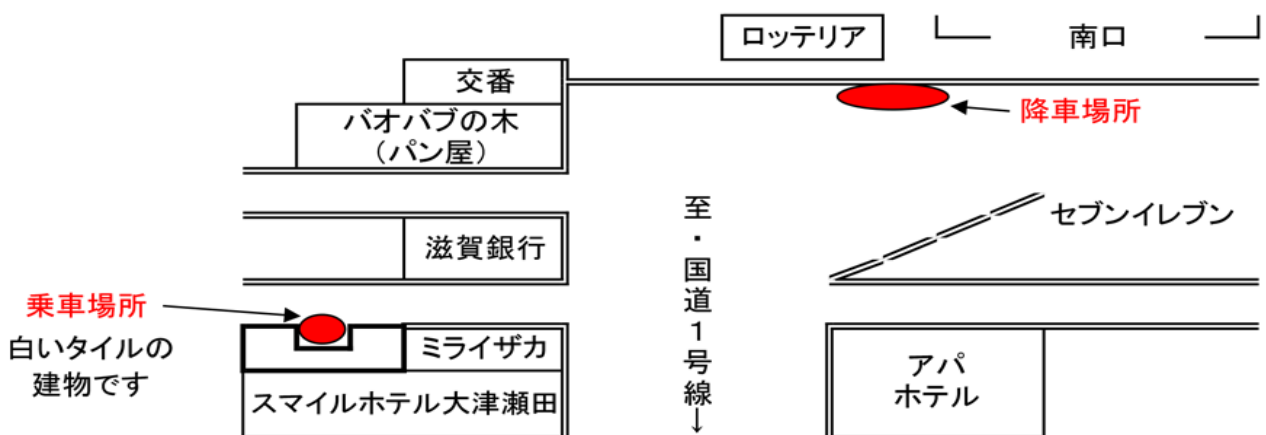 ロッテリア
南口
交番
バオバブの木
（パン屋）
降車場所
至・国道１号線↓
セブンイレブン
滋賀銀行
乗車場所
白いタイルの
建物です
ミライザカ
スマイルホテル大津瀬田
アパ
ホテル